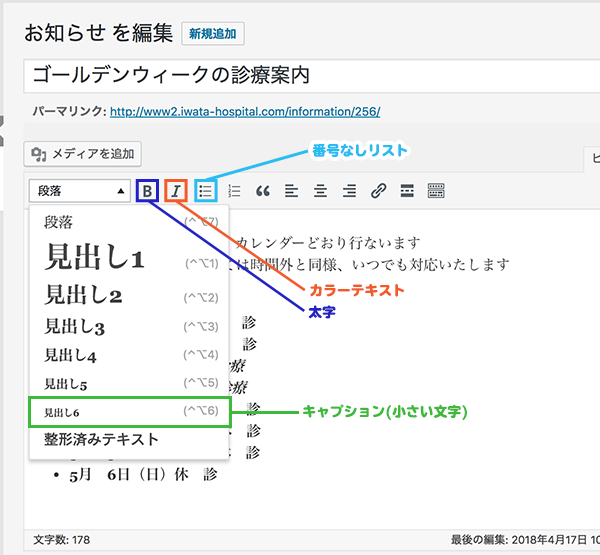 お知らせ を編集 新規追加
ゴールデンウィークの診療案内
パーマリンク: http://www2.iwata-hospital.com/information/256/
メディアを追加
番号なしリスト
段落 B I
段落 (^⌥7)
カレンダーどおり行ないます
見出し1 (^⌥1)
は時間外と同様、いつでも対応いたします
見出し2 (^⌥2)
カラーテキスト
太字
見出し3 (^⌥3)
診
見出し4 (^⌥4)
診
見出し5 (^⌥5)
診療
見出し6 (^⌥6)
診
キャプション(小さい文字)
整形済みテキスト
診
診
• 5月 6日（日）休 診
文字数: 178
最後の編集: 2018年4月17日 10